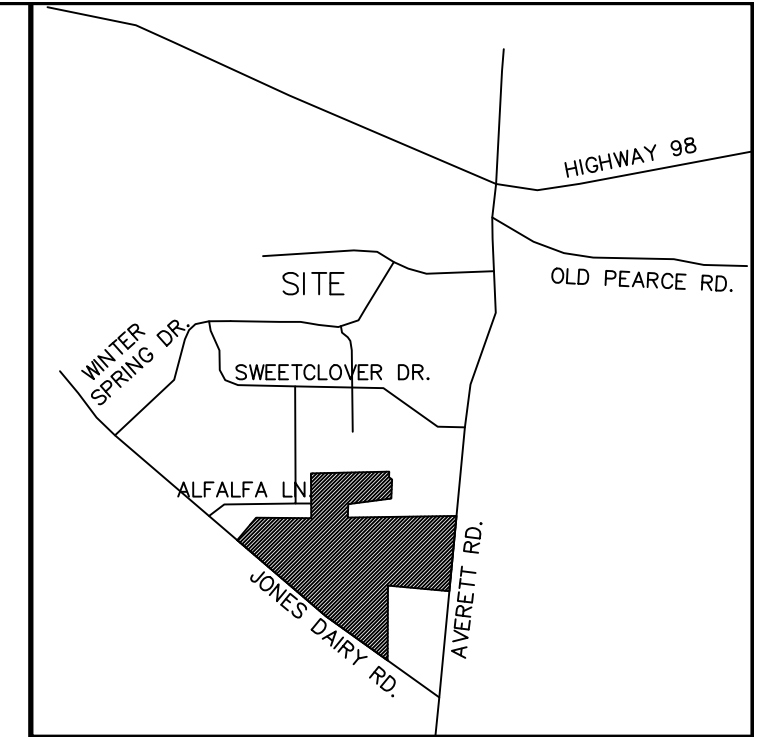 HIGHWAY 98
OLD PEARCE RD.
SITE
WINTER
SPRING DR.
SWEETCLOVER DR.
ALFALFA LN.
AVERETT RD.
JONES DAIRY RD.